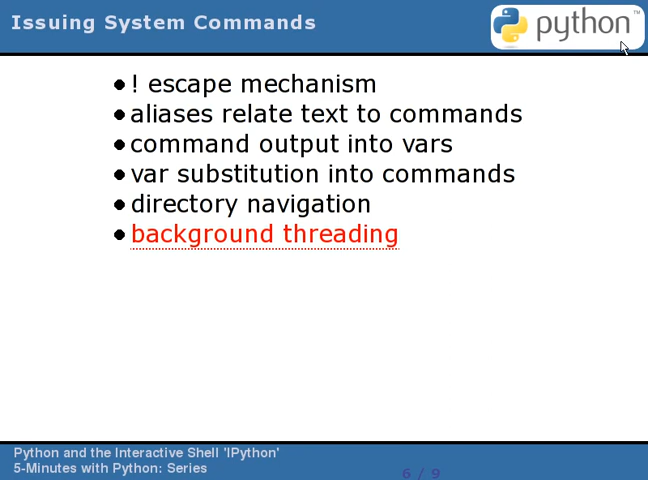 Issuing System Commands
python™
! escape mechanism
aliases relate text to commands
command output into vars
var substitution into commands
directory navigation
background threading
Python and the Interactive Shell 'IPython'
5-Minutes with Python: Series
6 / 9